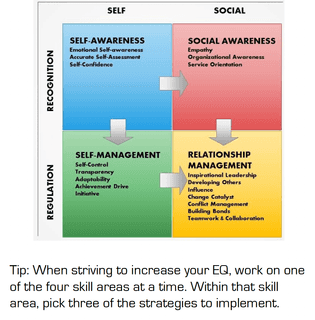 SELF
SOCIAL
RECOGNITION
SELF-AWARENESS
Emotional Self-awareness
Accurate Self-Assessment
Self-Confidence
SOCIAL AWARENESS
Empathy
Organizational Awareness
Service Orientation
REGULATION
SELF-MANAGEMENT
Self-Control
Transparency
Adaptability
Achievement Drive
Initiative
RELATIONSHIP
MANAGEMENT
Inspirational Leadership
Developing Others
Influence
Change Catalyst
Conflict Management
Building Bonds
Teamwork & Collaboration
Tip: When striving to increase your EQ, work on one
of the four skill areas at a time. Within that skill
area, pick three of the strategies to implement.